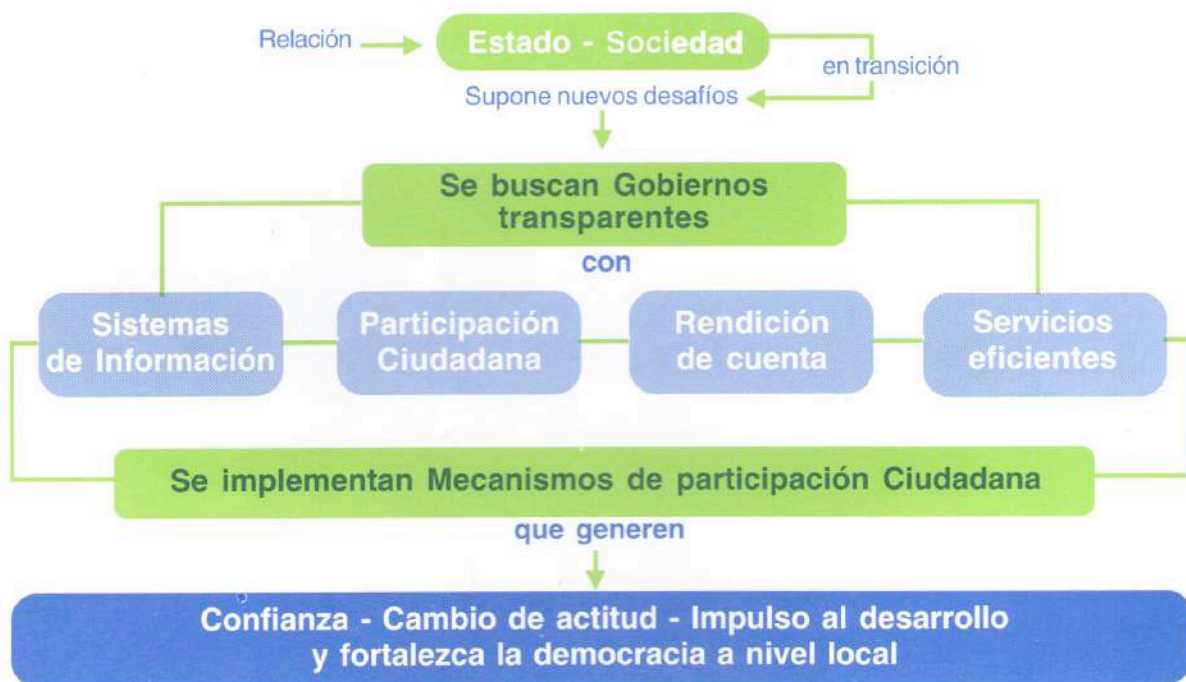 Relación
Estado - Sociedad
en transición
Supone nuevos desafíos
Se buscan Gobiernos
transparentes
con
Sistemas
de Información
Participación
Ciudadana
Rendición
de cuenta
Servicios
eficientes
Se implementan Mecanismos de participación Ciudadana
que generen
Confianza - Cambio de actitud - Impulso al desarrollo
y fortalezca la democracia a nivel local